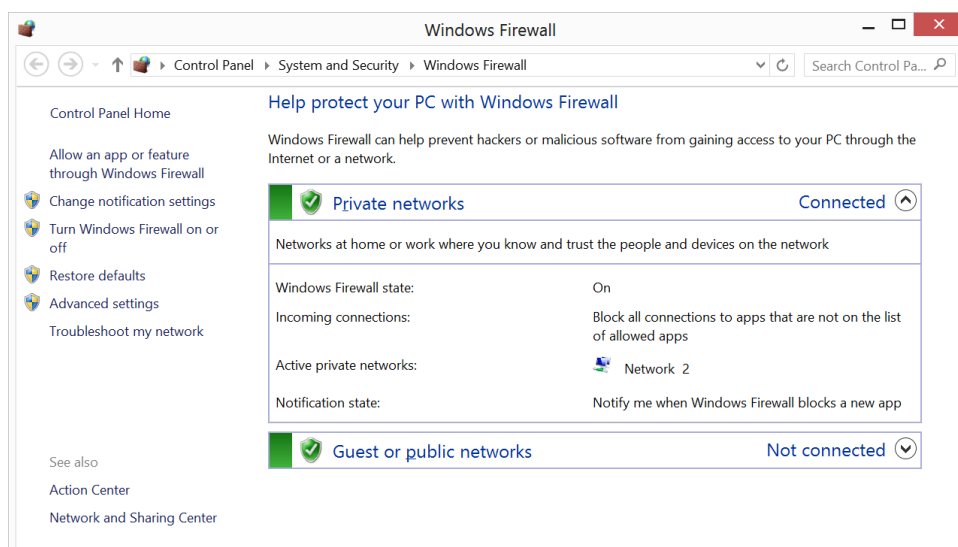 Windows Firewall
Control Panel System and Security Windows Firewall
Search Control Pa...
Control Panel Home
Allow an app or feature
through Windows Firewall
Change notification settings
Turn Windows Firewall on or
off
Restore defaults
Advanced settings
Troubleshoot my network
See also
Action Center
Network and Sharing Center
Help protect your PC with Windows Firewall
Windows Firewall can help prevent hackers or malicious software from gaining access to your PC through the
Internet or a network.
Private networks Connected
Networks at home or work where you know and trust the people and devices on the network
Windows Firewall state: On
Incoming connections: Block all connections to apps that are not on the list
of allowed apps
Active private networks: Network 2
Notification state: Notify me when Windows Firewall blocks a new app
Guest or public networks Not connected